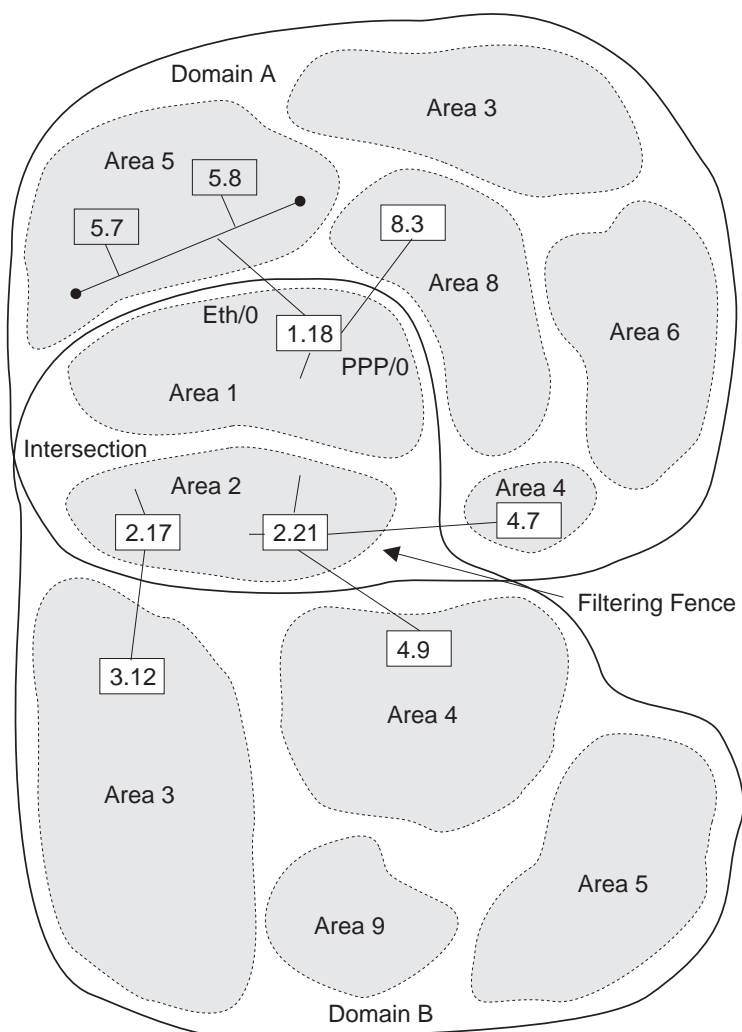 Domain A
Area 3
Area 5
5.8
5.7
8.3
Area 8
Eth/0
1.18
Area 6
PPP/0
Area 1
Intersection
Area 2
Area 4
2.17
2.21
4.7
Filtering Fence
4.9
3.12
Area 4
Area 3
Area 5
Area 9
Domain B